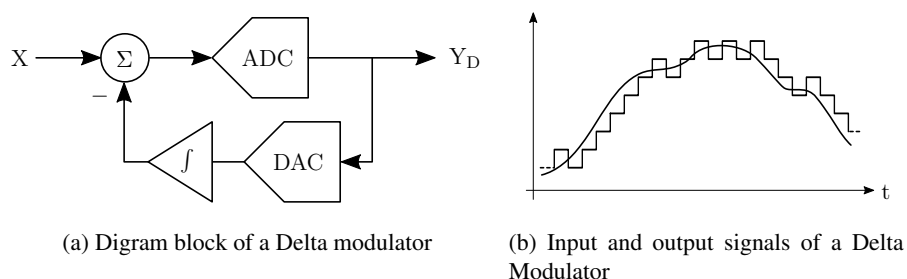 X
Σ
ADC
Y_D
−
∫
DAC
t
(a) Digram block of a Delta modulator
(b) Input and output signals of a Delta
Modulator